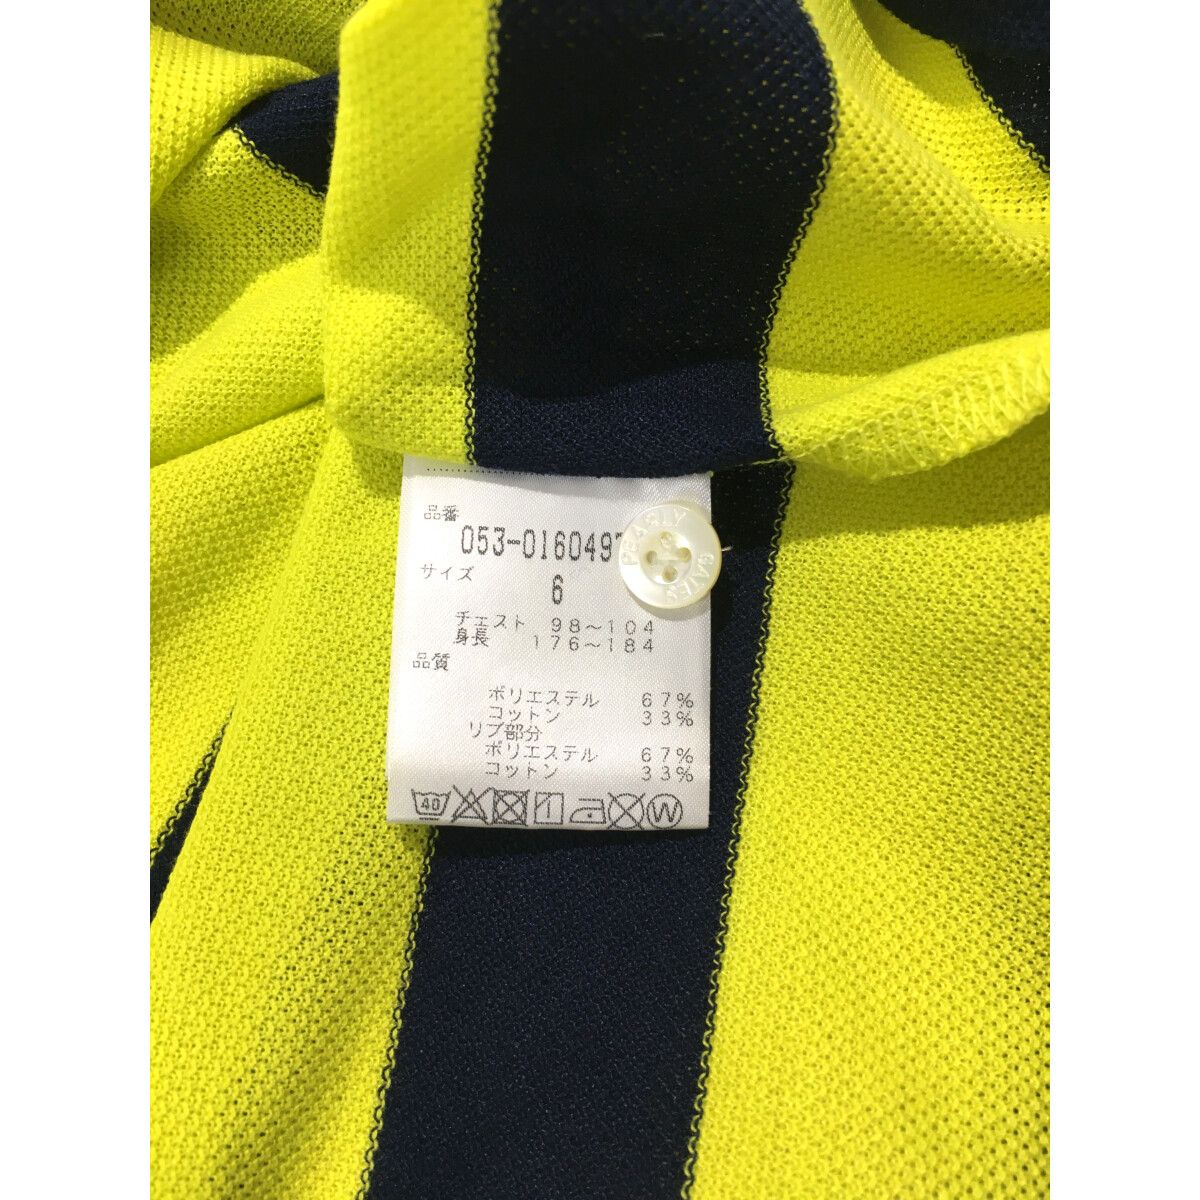 品番
053-016049
サイズ
6
チェスト 98～104
身長 176～184
品質
ポリエステル 67%
コットン 33%
リブ部分
ポリエステル 67%
コットン 33%
40
W
PEARLY
GATES